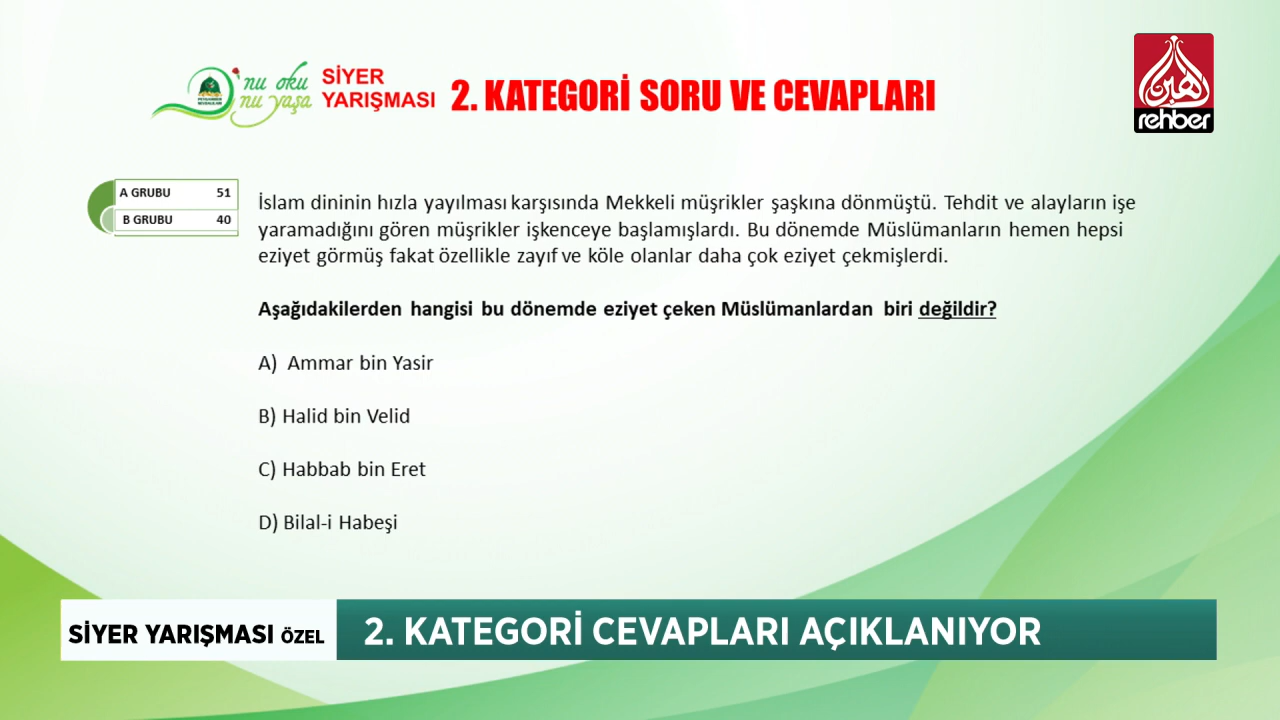 O'nu oku
O'nu yaşa
PEYGAMBER
SEVDALILARI
SİYER
YARIŞMASI
2. KATEGORİ SORU VE CEVAPLARI
رهبر
rehber
A GRUBU 51
B GRUBU 40
İslam dininin hızla yayılması karşısında Mekkeli müşrikler şaşkına dönmüştü. Tehdit ve alayların işe
yaramadığını gören müşrikler işkenceye başlamışlardı. Bu dönemde Müslümanların hemen hepsi
eziyet görmüş fakat özellikle zayıf ve köle olanlar daha çok eziyet çekmişlerdi.
Aşağıdakilerden hangisi bu dönemde eziyet çeken Müslümanlardan biri değildir?
A) Ammar bin Yasir
B) Halid bin Velid
C) Habbab bin Eret
D) Bilal-i Habeşi
SİYER YARIŞMASI ÖZEL
2. KATEGORİ CEVAPLARI AÇIKLANIYOR